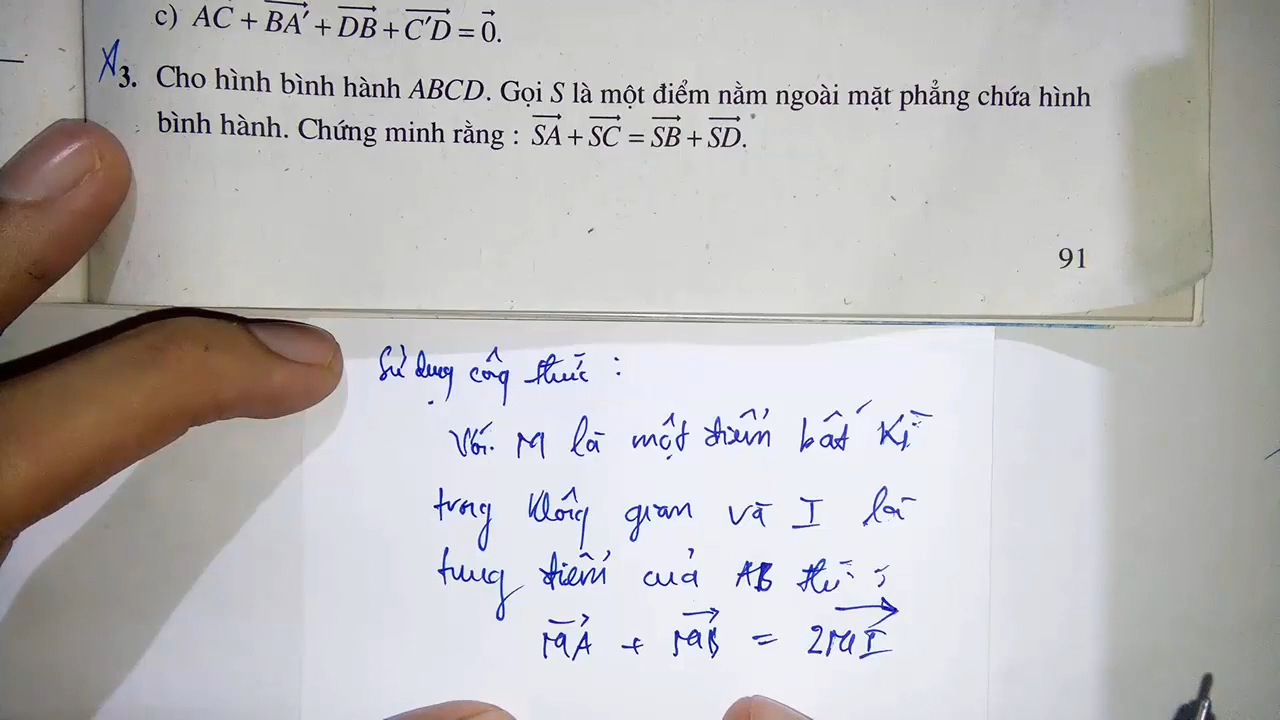 c) AC + BA' + DB + C'D = 0.
3. Cho hình bình hành ABCD. Gọi S là một điểm nằm ngoài mặt phẳng chứa hình
bình hành. Chứng minh rằng : SA + SC = SB + SD.
91
Sử dụng công thức :
Với M là một điểm bất kì
trong không gian và I là
trung điểm của AB thì :
MA + MB = 2MI